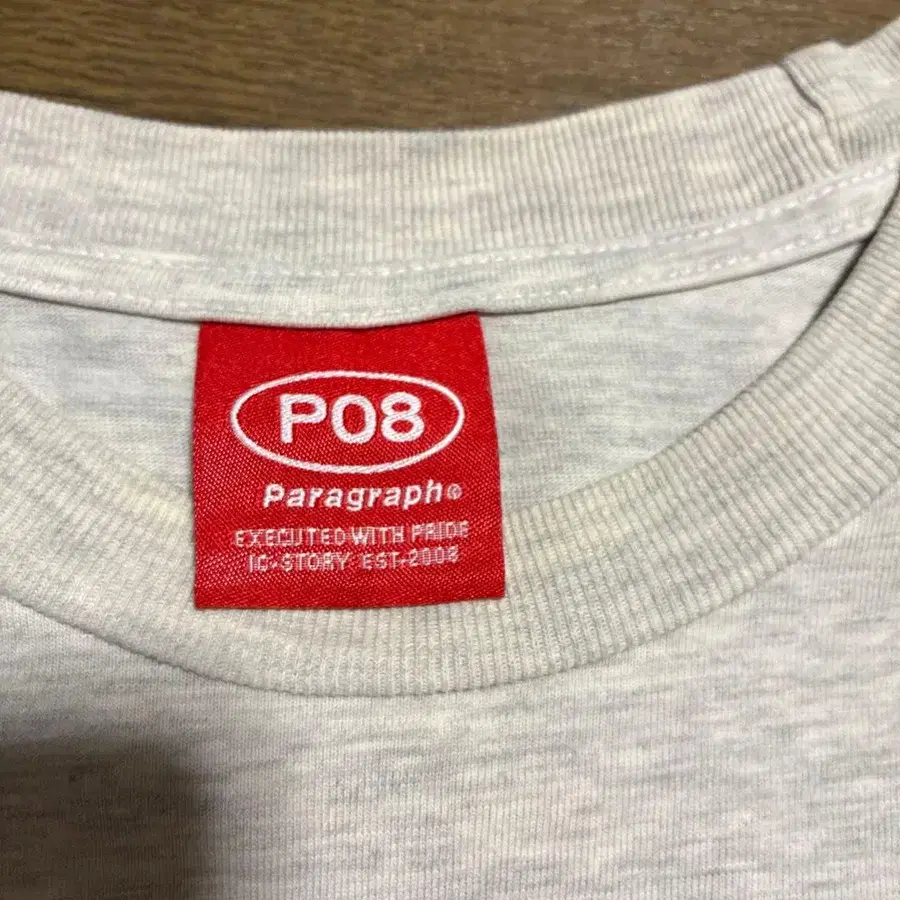 P08
Paragraph®
EXECUTED WITH PRIDE
IC-STORY EST.2008